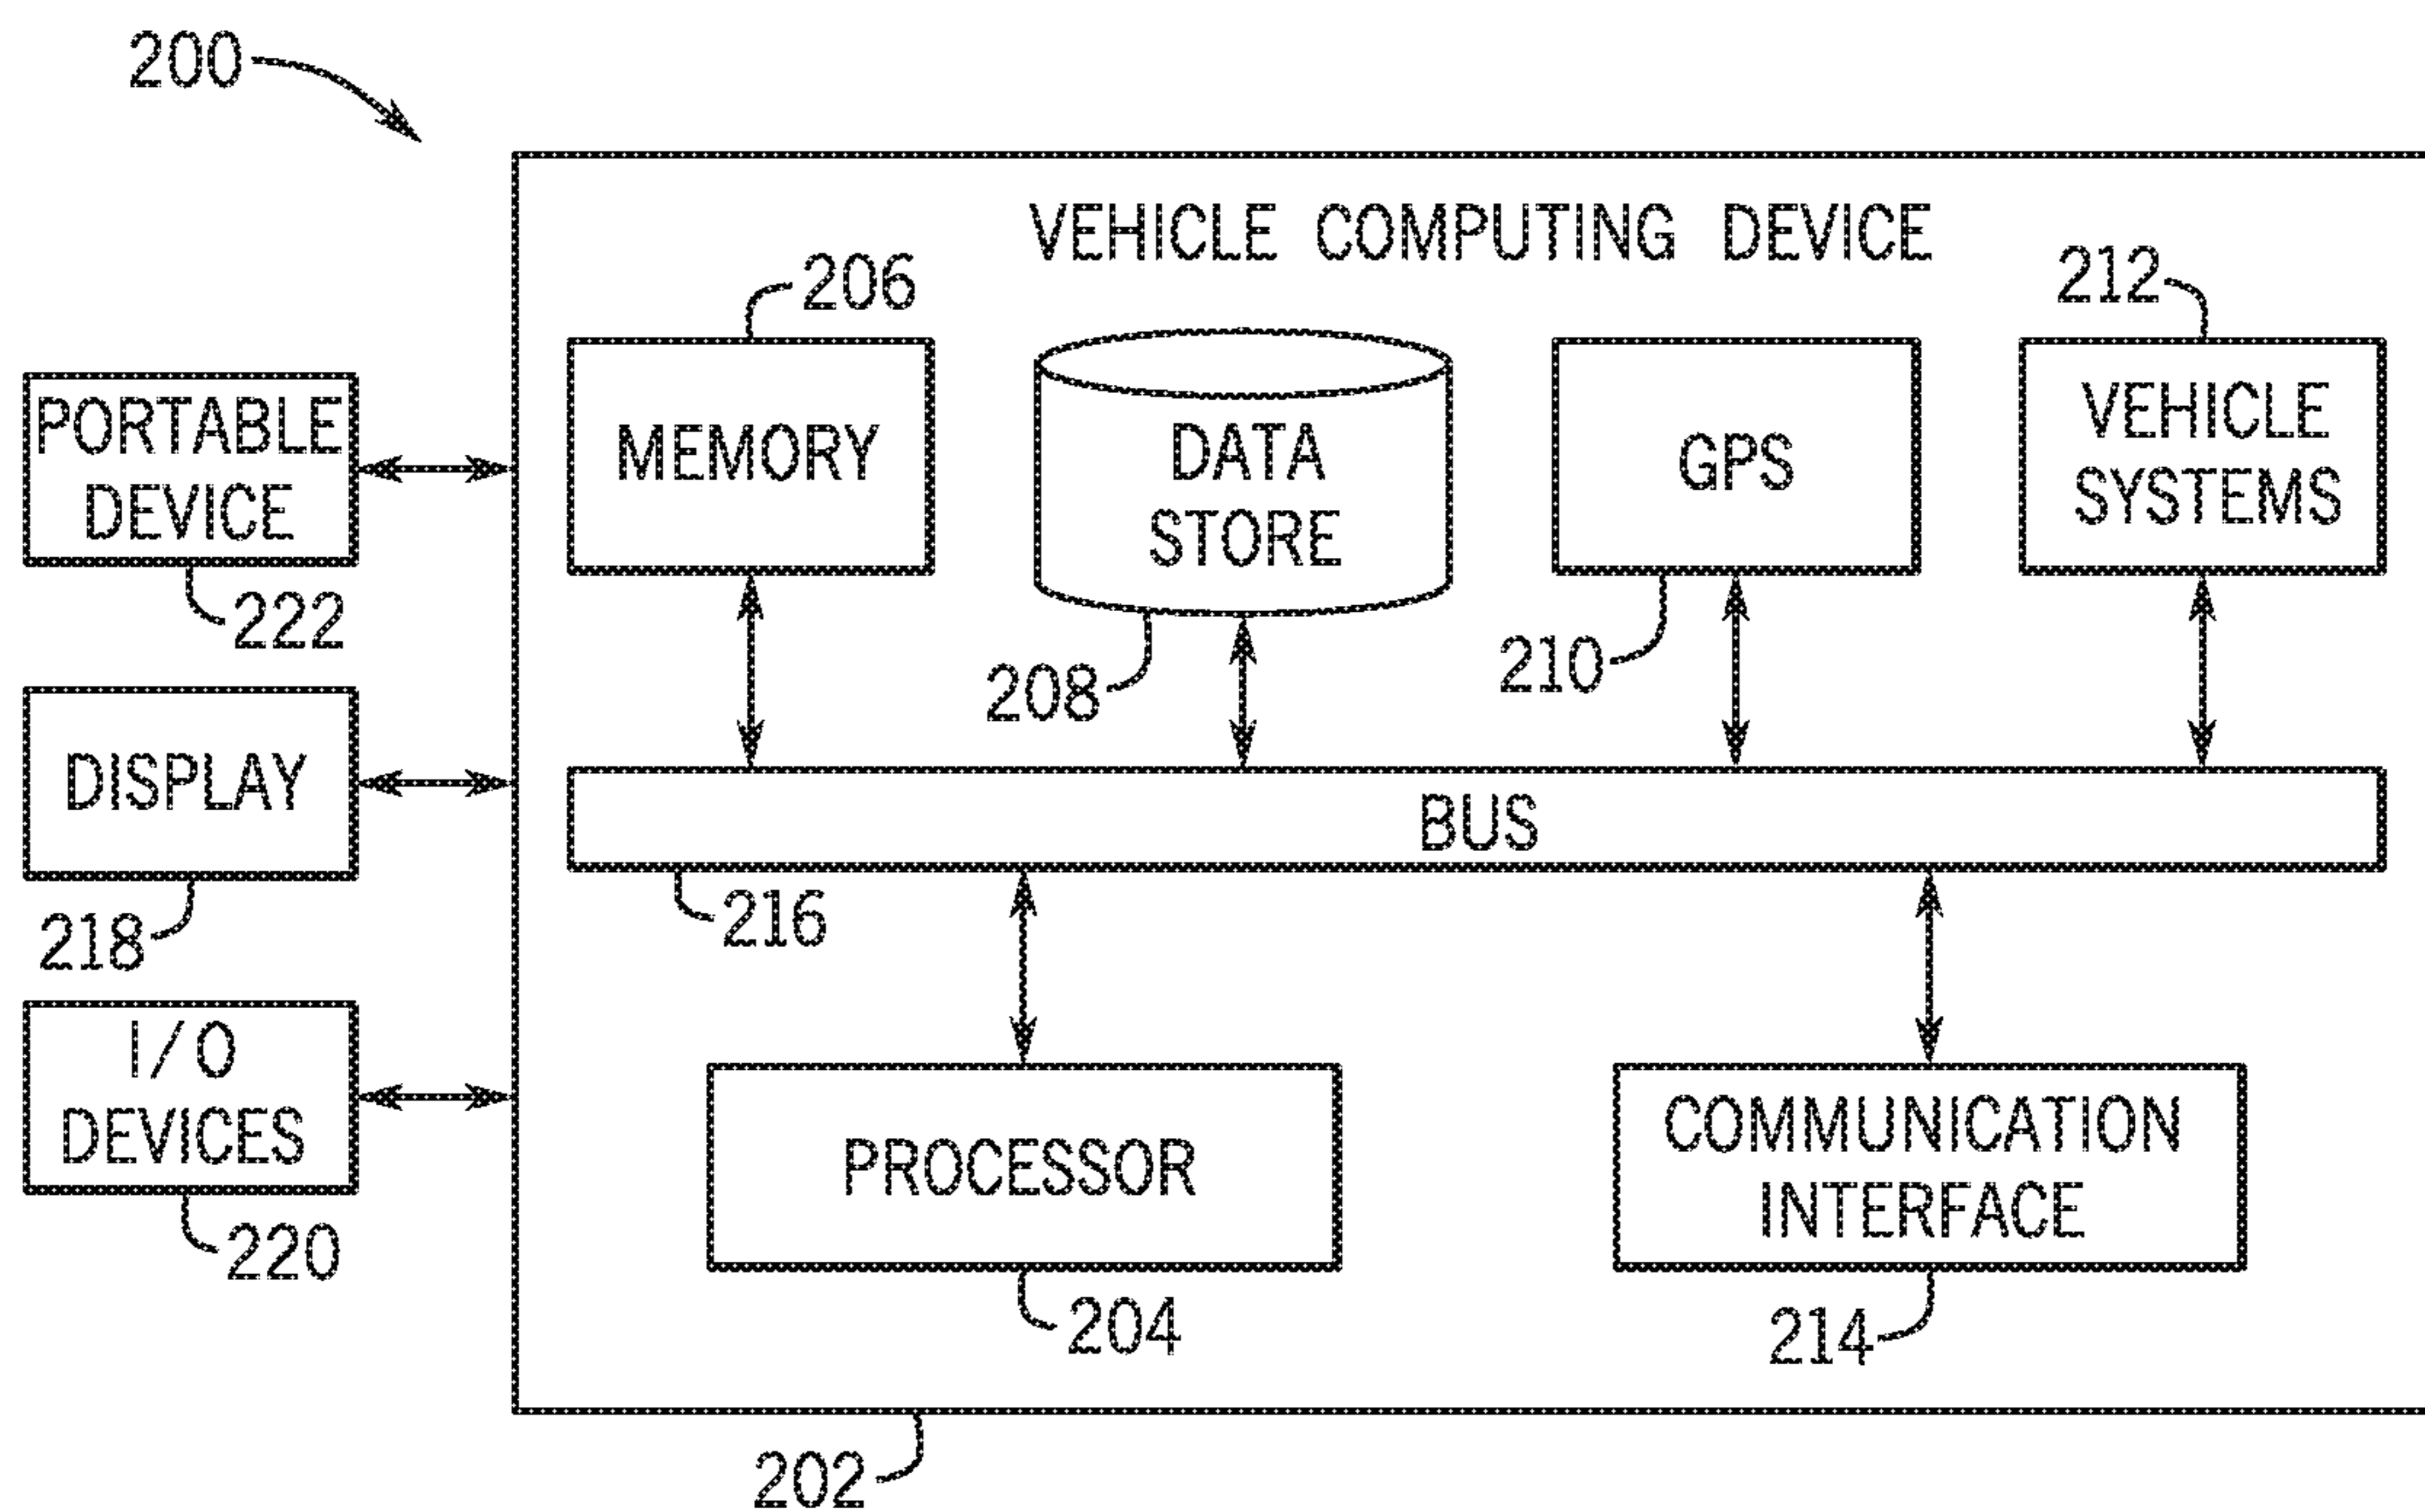 200
VEHICLE COMPUTING DEVICE
206
212
PORTABLE
DEVICE
222
MEMORY
DATA
STORE
208
GPS
210
VEHICLE
SYSTEMS
DISPLAY
218
BUS
216
I/O
DEVICES
220
PROCESSOR
204
COMMUNICATION
INTERFACE
214
202